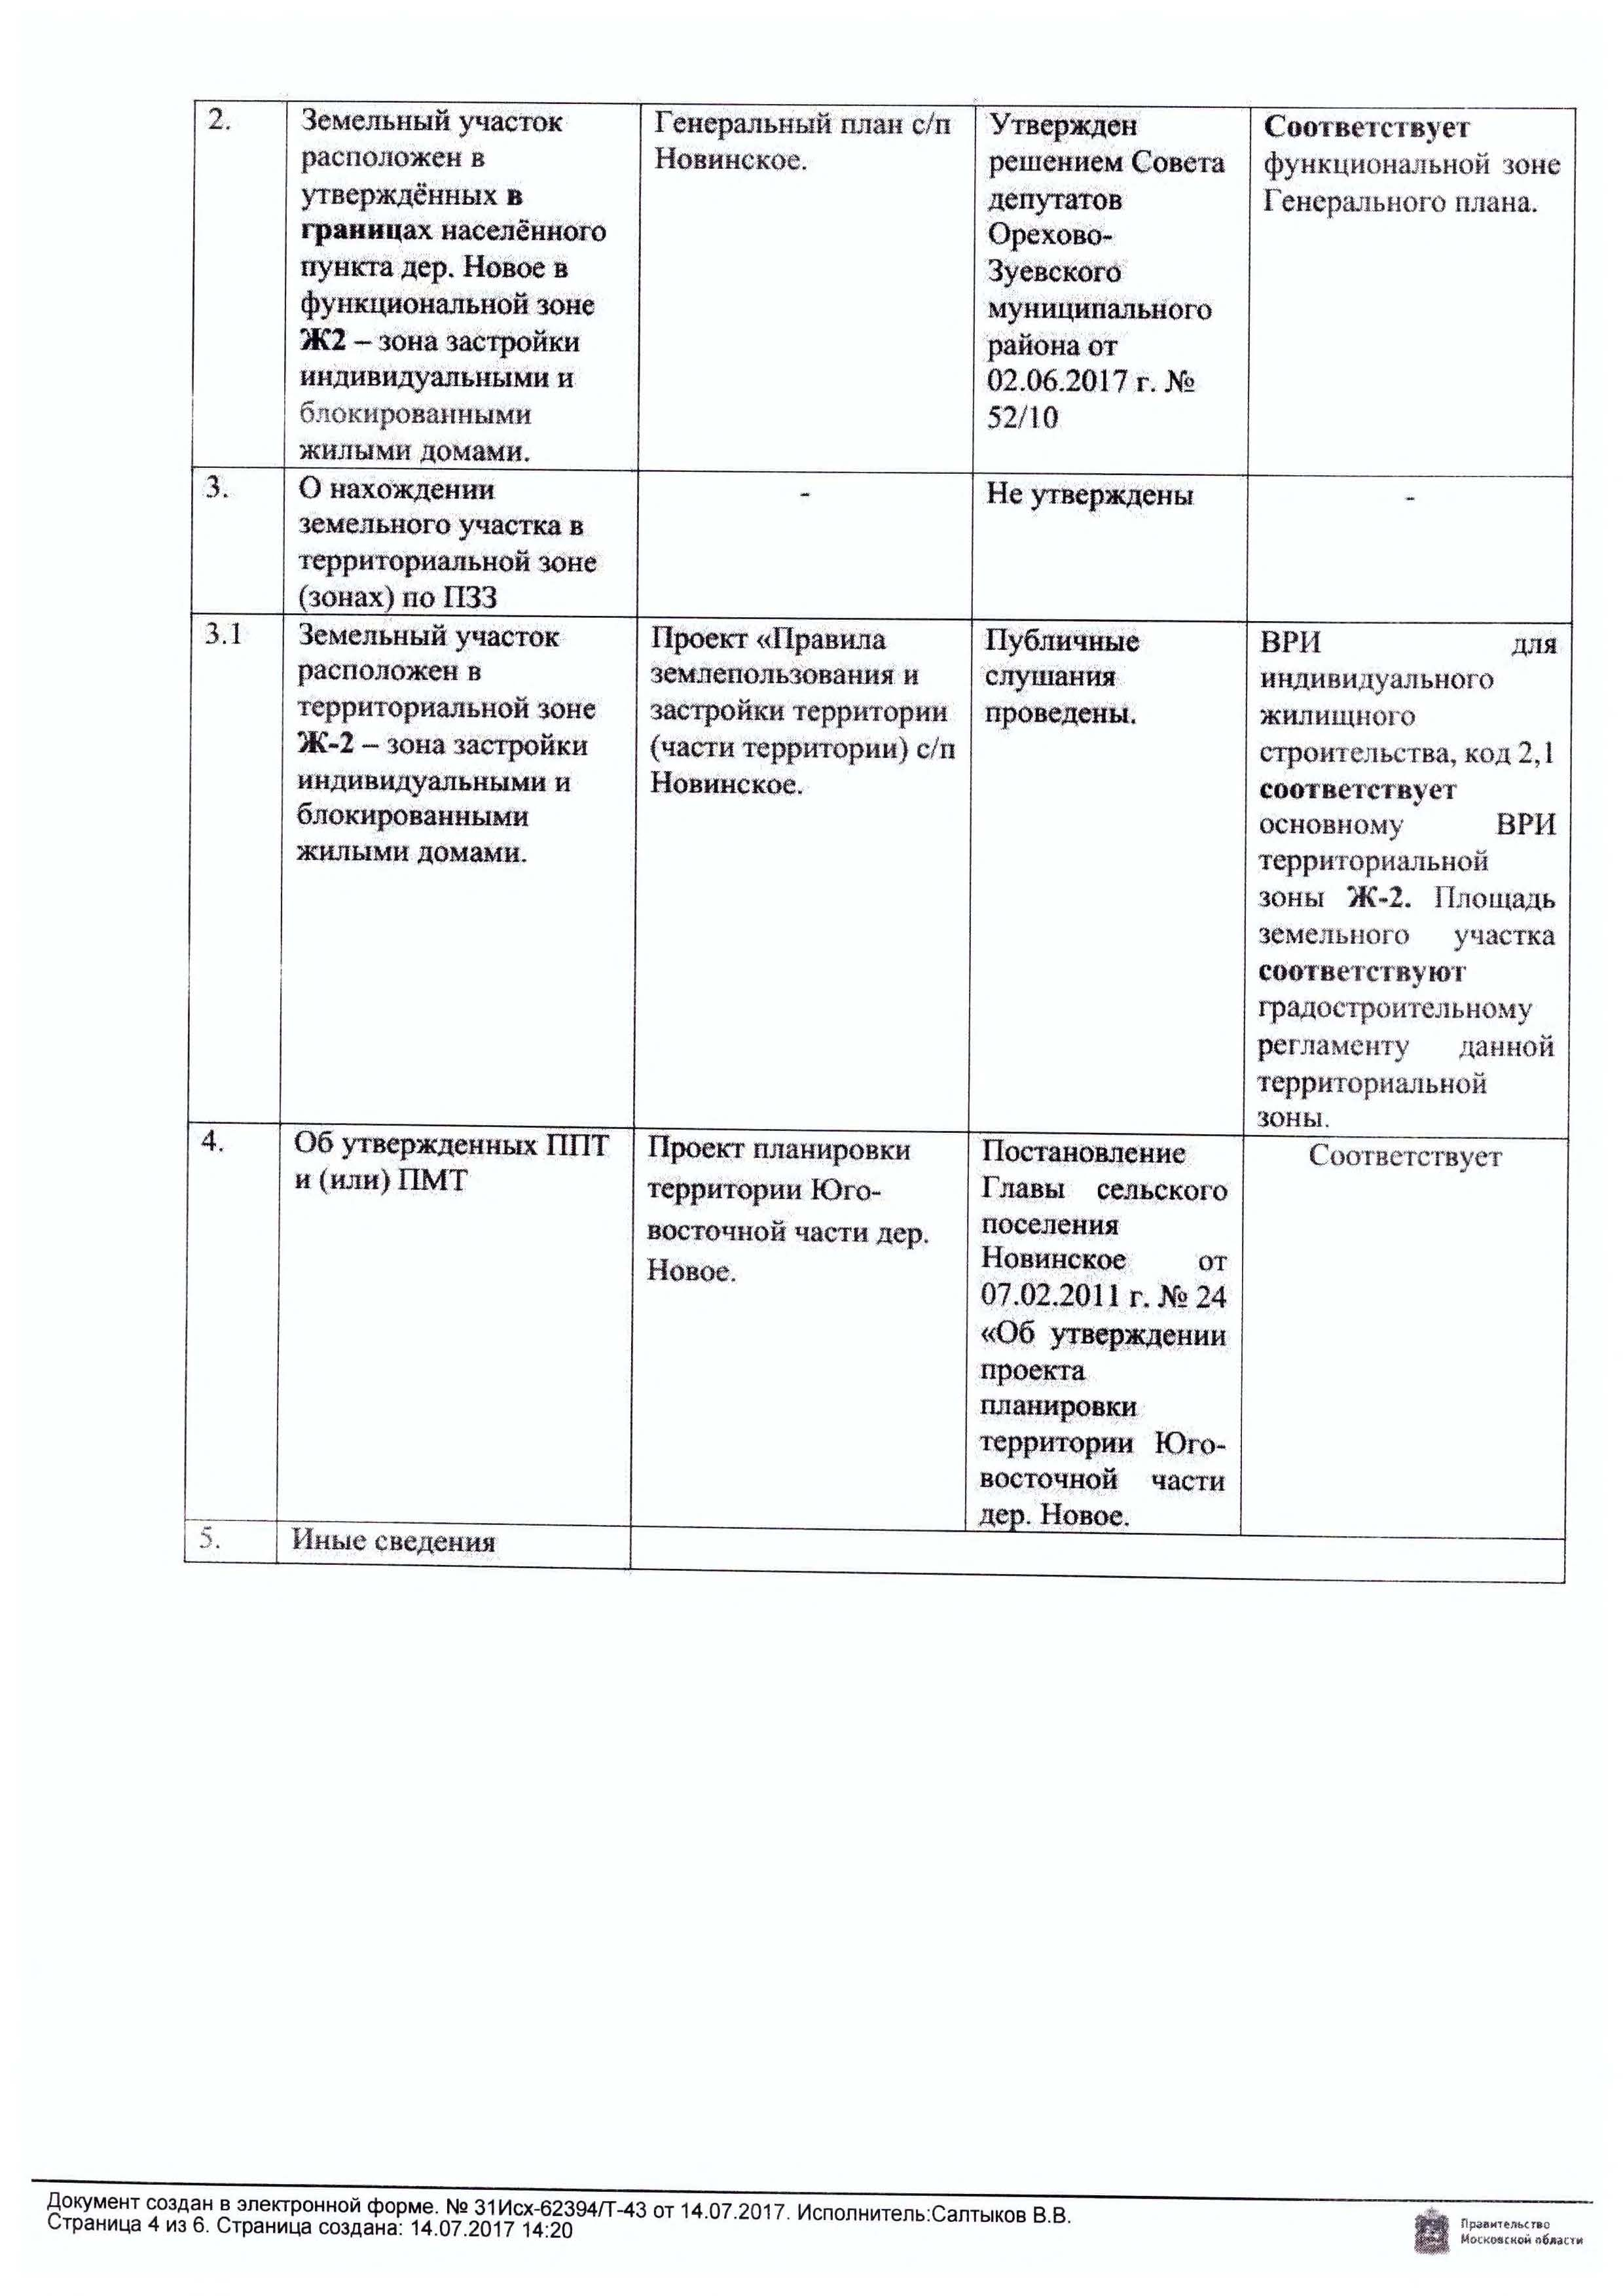 2.
Земельный участок
расположен в
утверждённых в
границах населённого
пункта дер. Новое в
функциональной зоне
Ж2 – зона застройки
индивидуальными и
блокированными
жилыми домами.
Генеральный план с/п
Новинское.
Утвержден
решением Совета
депутатов
Орехово-
Зуевского
муниципального
района от
02.06.2017 г. №
52/10
Соответствует
функциональной зоне
Генерального плана.
3.
О нахождении
земельного участка в
территориальной зоне
(зонах) по ПЗЗ
-
Не утверждены
-
3.1
Земельный участок
расположен в
территориальной зоне
Ж-2 – зона застройки
индивидуальными и
блокированными
жилыми домами.
Проект «Правила
землепользования и
застройки территории
(части территории) с/п
Новинское.
Публичные
слушания
проведены.
ВРИ для
индивидуального
жилищного
строительства, код 2,1
соответствует
основному ВРИ
территориальной
зоны Ж-2. Площадь
земельного участка
соответствуют
градостроительному
регламенту данной
территориальной
зоны.
4.
Об утвержденных ППТ
и (или) ПМТ
Проект планировки
территории Юго-
восточной части дер.
Новое.
Постановление
Главы сельского
поселения
Новинское от
07.02.2011 г. № 24
«Об утверждении
проекта
планировки
территории Юго-
восточной части
дер. Новое.
Соответствует
5.
Иные сведения
Документ создан в электронной форме. № 31Исх-62394/Т-43 от 14.07.2017. Исполнитель:Салтыков В.В.
Страница 4 из 6. Страница создана: 14.07.2017 14:20
Правительство
Московской области